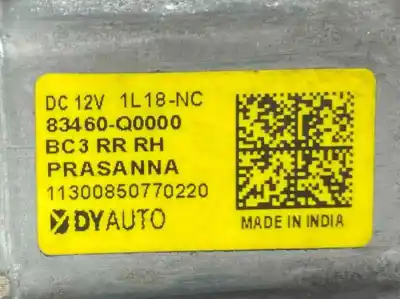 DC 12V 1L18-NC
83460-Q0000
BC3 RR RH
PRASANNA
11300850770220
DYAUTO
MADE IN INDIA